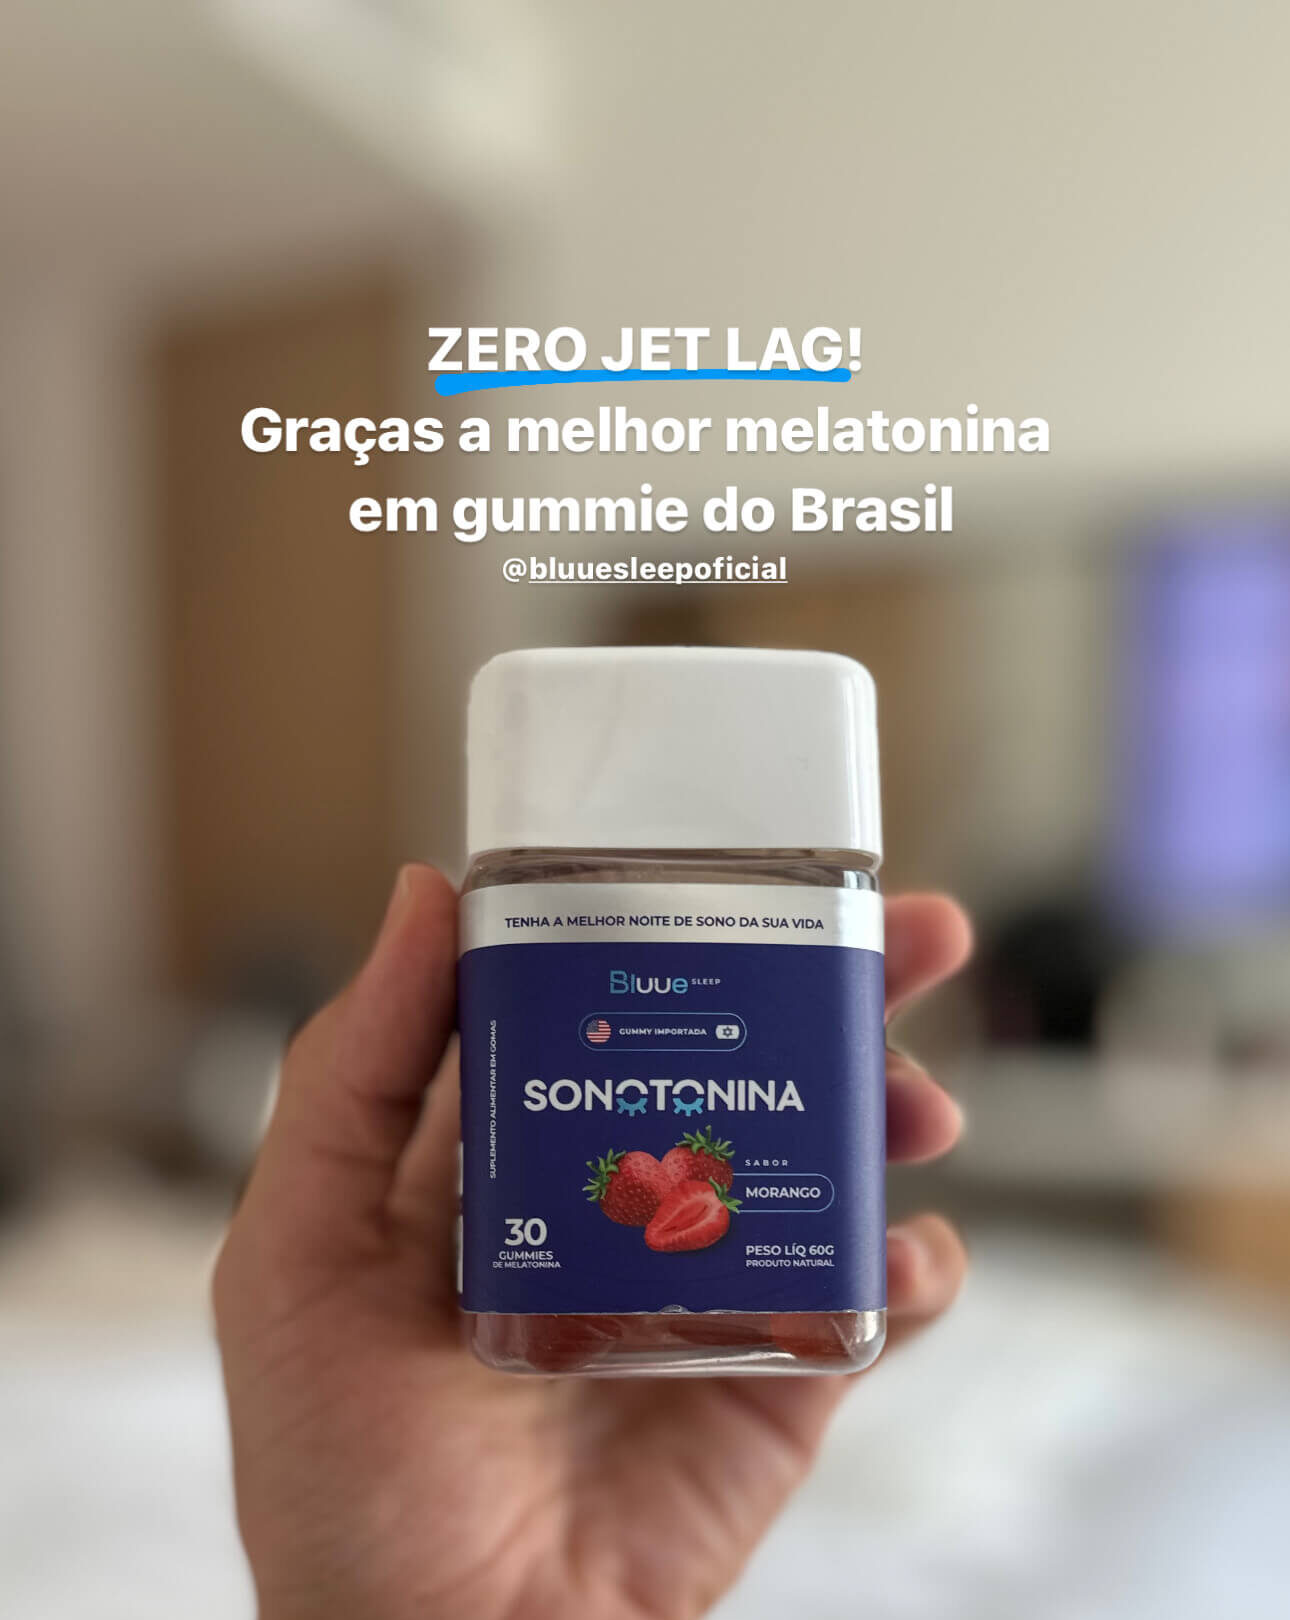 ZERO JET LAG!
Graças a melhor melatonina
em gummie do Brasil
@bluuesleepoficial
TENHA A MELHOR NOITE DE SONO DA SUA VIDA
Bluue SLEEP
GUMMY IMPORTADA
SONOTONINA
SUPLEMENTO ALIMENTAR EM GOMAS
SABOR
MORANGO
30
GUMMIES
DE MELATONINA
PESO LÍQ 60G
PRODUTO NATURAL